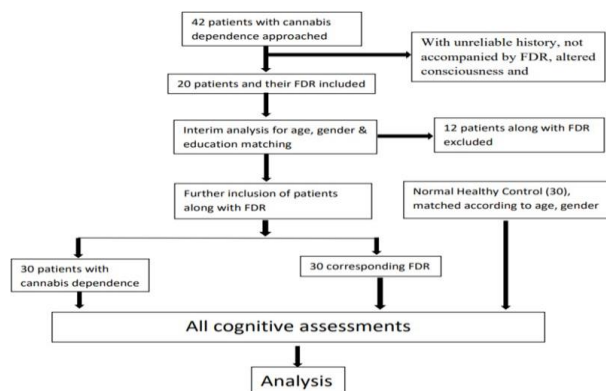 42 patients with cannabis
dependence approached
With unreliable history, not
accompanied by FDR, altered
consciousness and
20 patients and their FDR included
Interim analysis for age, gender &
education matching
12 patients along with FDR
excluded
Further inclusion of patients
along with FDR
Normal Healthy Control (30),
matched according to age, gender
30 patients with
cannabis dependence
30 corresponding FDR
All cognitive assessments
Analysis